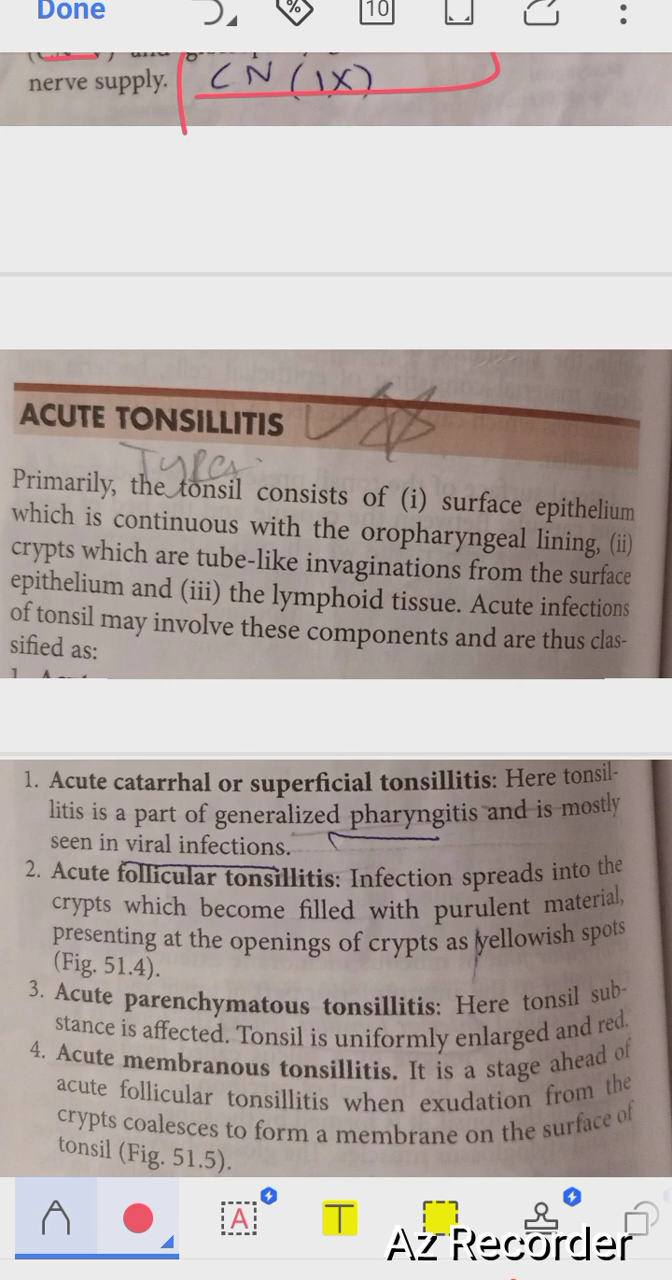 Done
10
nerve supply. CN (IX)
ACUTE TONSILLITIS
Types
Primarily, the tonsil consists of (i) surface epithelium
which is continuous with the oropharyngeal lining, (ii)
crypts which are tube-like invaginations from the surface
epithelium and (iii) the lymphoid tissue. Acute infections
of tonsil may involve these components and are thus clas-
sified as:
1. Acute catarrhal or superficial tonsillitis: Here tonsil-
litis is a part of generalized pharyngitis and is mostly
seen in viral infections.
2. Acute follicular tonsillitis: Infection spreads into the
crypts which become filled with purulent material,
presenting at the openings of crypts as yellowish spots
(Fig. 51.4).
3. Acute parenchymatous tonsillitis: Here tonsil sub-
stance is affected. Tonsil is uniformly enlarged and red.
4. Acute membranous tonsillitis. It is a stage ahead of
acute follicular tonsillitis when exudation from the
crypts coalesces to form a membrane on the surface of
tonsil (Fig. 51.5).
A T
Az Recorder